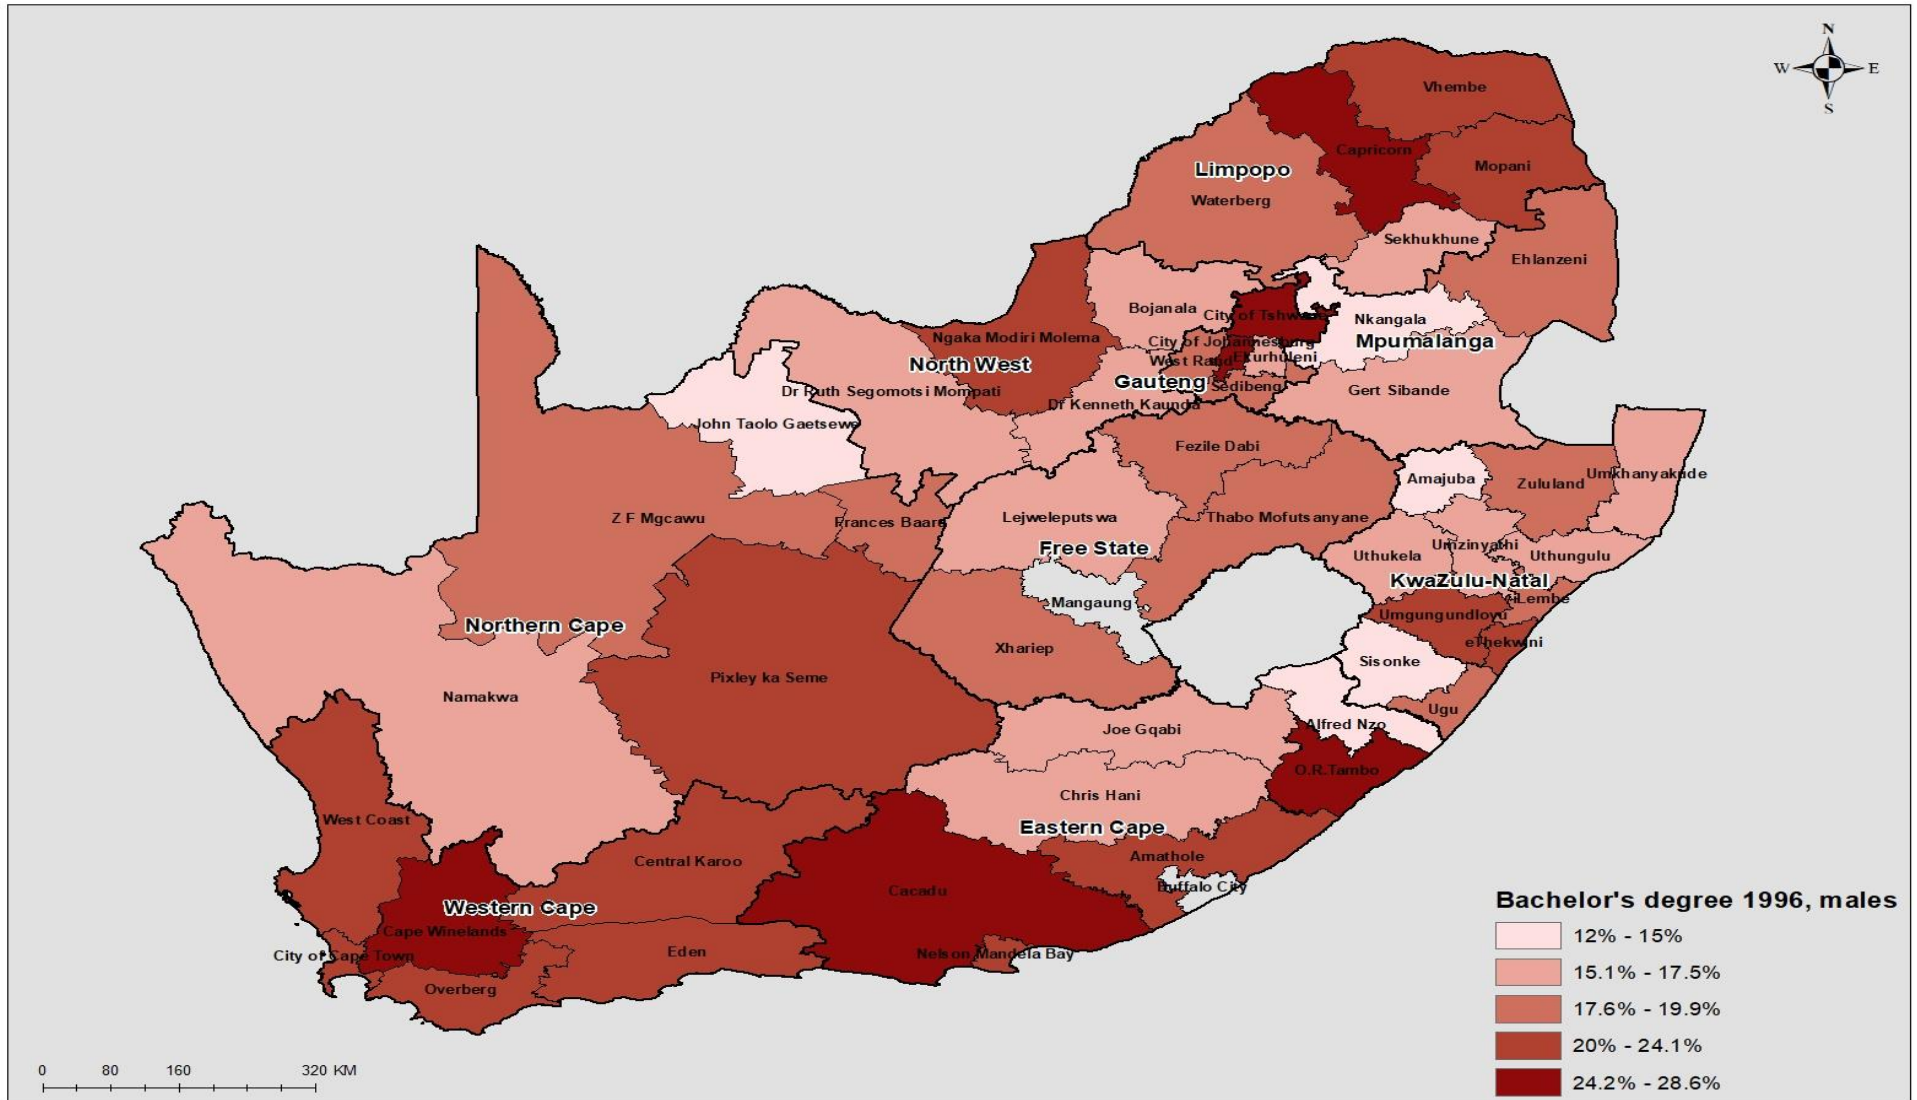 N
W E
S
Vhembe
Capricorn
Mopani
Limpopo
Waterberg
Sekhukhune
Ehlanzeni
Bojanala
City of Tshwane
Nkangala
Ngaka Modiri Molema
City of Johannesburg
Mpumalanga
North West
West Rand
Ekurhuleni
Gauteng
Sedibeng
Dr Ruth Segomotsi Mompati
Gert Sibande
Dr Kenneth Kaunda
John Taolo Gaetsewe
Fezile Dabi
Amajuba
Zululand
Umkhanyakude
Z F Mgcawu
Frances Baard
Lejweleputswa
Thabo Mofutsanyane
Free State
Uthukela
Umzinyathi
Uthungulu
KwaZulu-Natal
Mangaung
iLembe
Umgungundlovu
Northern Cape
eThekwini
Xhariep
Sisonke
Pixley ka Seme
Namakwa
Ugu
Joe Gqabi
Alfred Nzo
O.R.Tambo
Chris Hani
West Coast
Eastern Cape
Central Karoo
Amathole
Cacadu
Buffalo City
Western Cape
Cape Winelands
City of Cape Town
Eden
Nelson Mandela Bay
Overberg
Bachelor's degree 1996, males
12% - 15%
15.1% - 17.5%
17.6% - 19.9%
20% - 24.1%
24.2% - 28.6%
0 80 160 320 KM